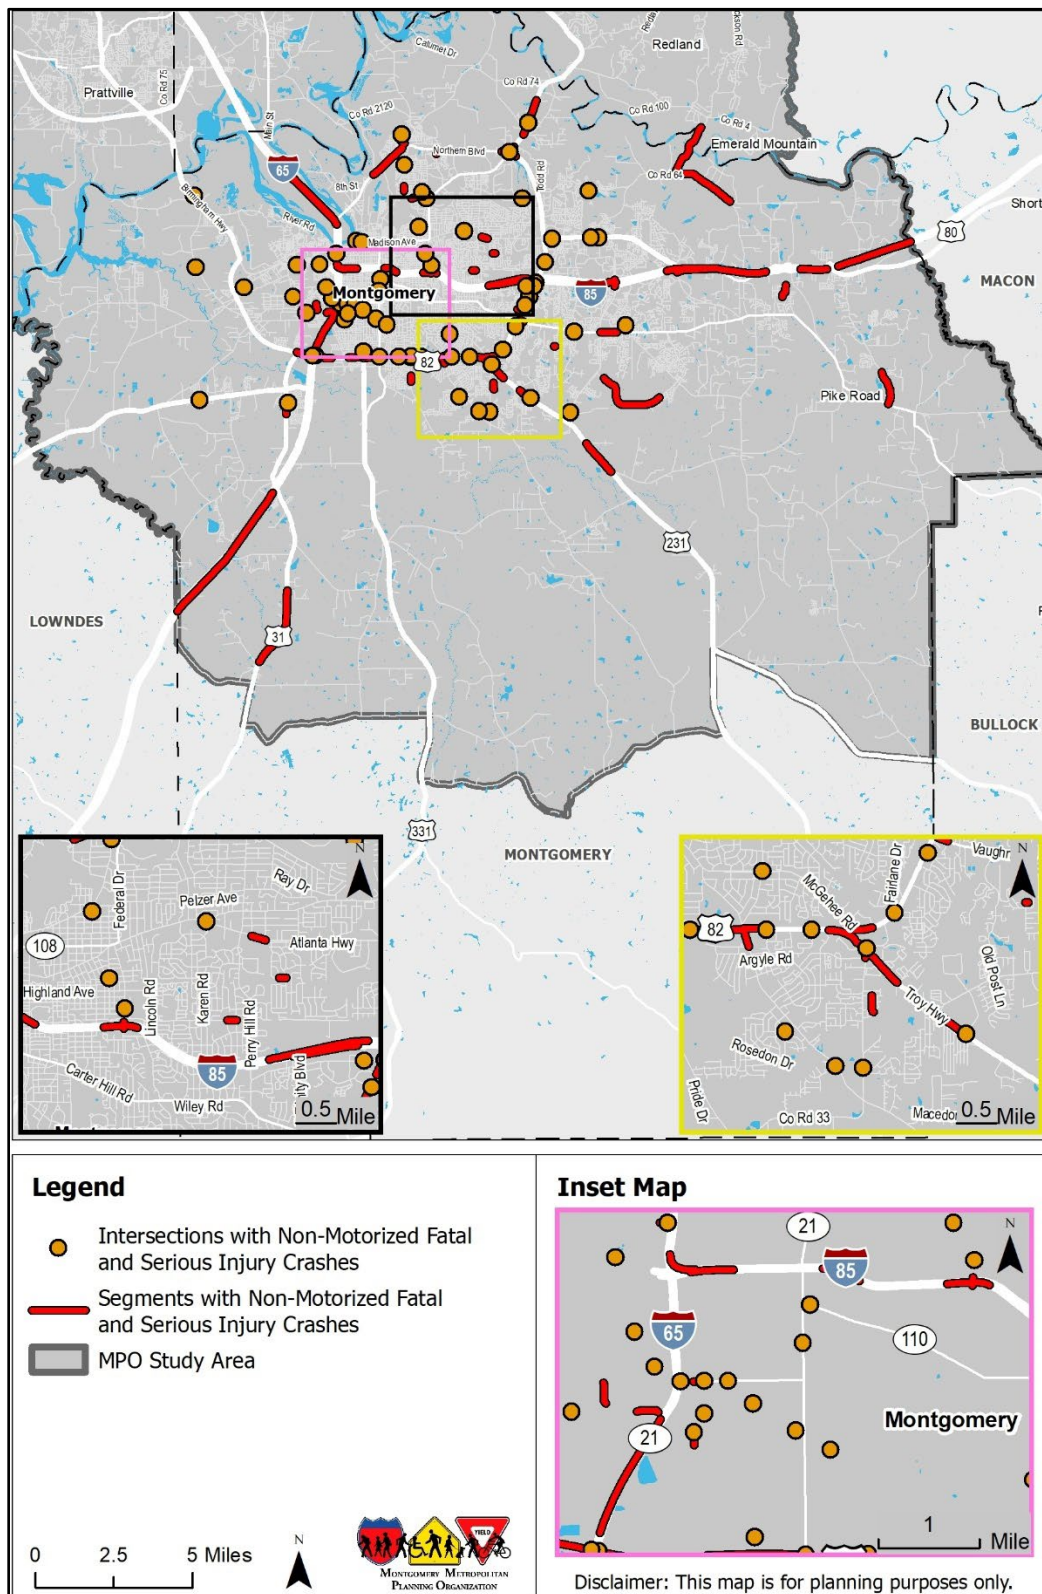 Calumet Dr
Redland
Co Rd 75
Prattville
Co Rd 74
Main St
Co Rd 2120
Co Rd 100
Co Rd 4
Northern Blvd
Emerald Mountain
65
8th St
Todd Rd
Co Rd 64
Birmingham Hwy
River Rd
Short
80
Madison Ave
MACON
Montgomery
85
82
Pike Road
231
LOWNDES
31
BULLOCK
331
MONTGOMERY
N
Federal Dr
Ray Dr
Pelzer Ave
108
Atlanta Hwy
Highland Ave
Lincoln Rd
Karen Rd
Perry Hill Rd
85
Carter Hill Rd
Wiley Rd
0.5 Mile
N
Vaughr
Fairlane Dr
McGehee Rd
82
Argyle Rd
Old Post Ln
Troy Hwy
Rosedon Dr
Pride Dr
Co Rd 33
Macedor
0.5 Mile
Legend
Intersections with Non-Motorized Fatal
and Serious Injury Crashes
Segments with Non-Motorized Fatal
and Serious Injury Crashes
MPO Study Area
0 2.5 5 Miles
N
YIELD
MONTGOMERY METROPOLITAN
PLANNING ORGANIZATION
Inset Map
21
N
85
65
110
Montgomery
21
1
Mile
Disclaimer: This map is for planning purposes only.